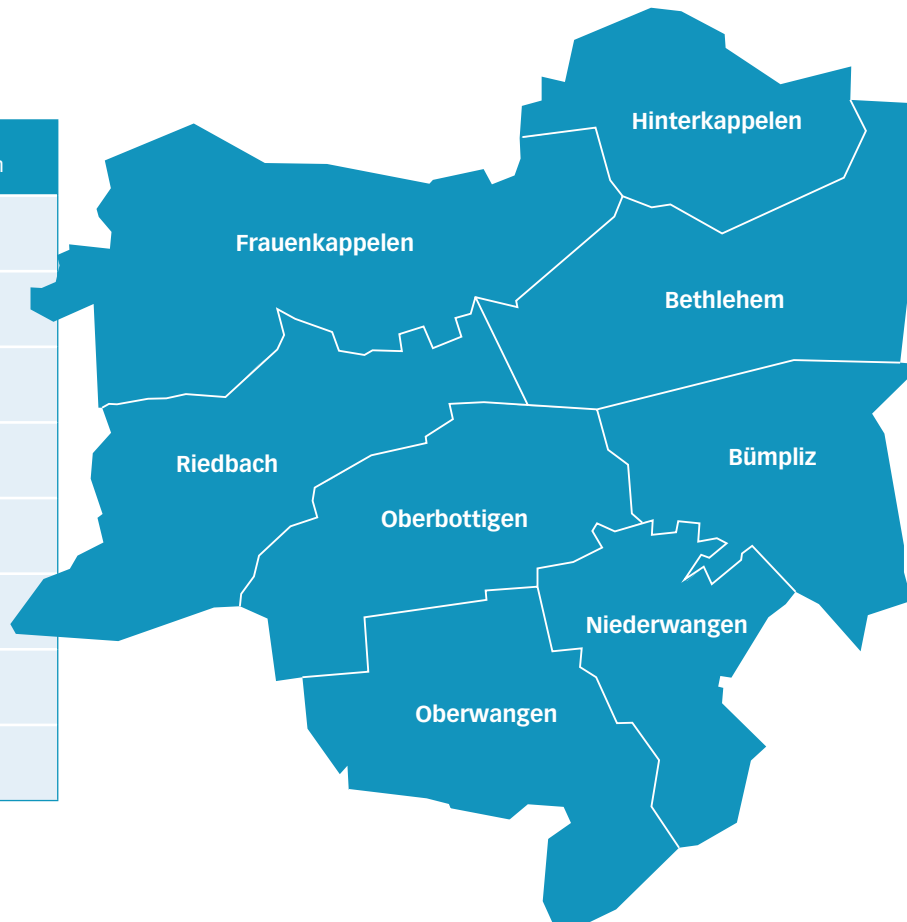 Hinterkappelen
n
Frauenkappelen
Bethlehem
Bümpliz
Riedbach
Oberbottigen
Niederwangen
Oberwangen